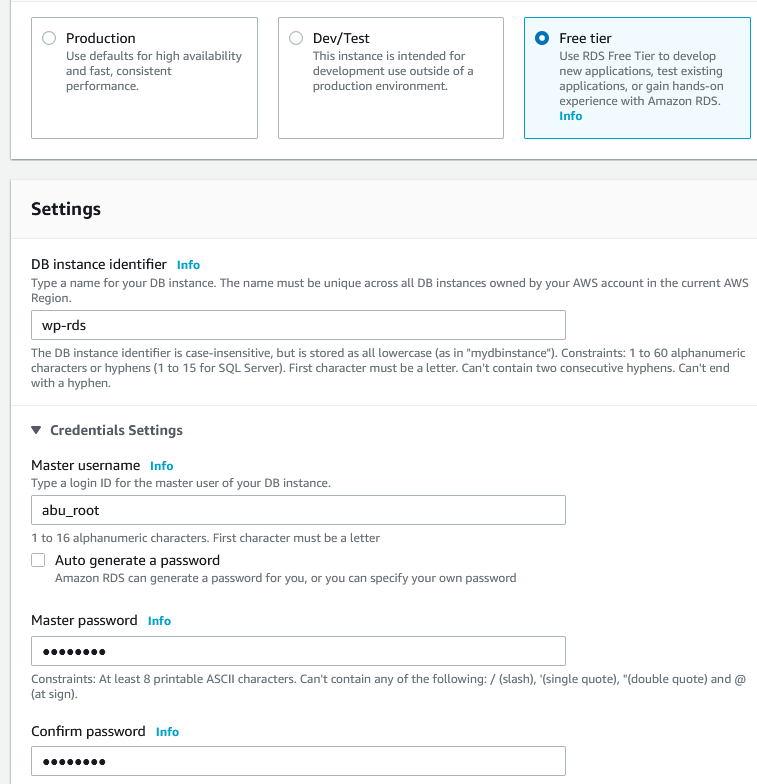 Production
Use defaults for high availability
and fast, consistent
performance.
Dev/Test
This instance is intended for
development use outside of a
production environment.
Free tier
Use RDS Free Tier to develop
new applications, test existing
applications, or gain hands-on
experience with Amazon RDS.
Info
Settings
DB instance identifier Info
Type a name for your DB instance. The name must be unique across all DB instances owned by your AWS account in the current AWS
Region.
wp-rds
The DB instance identifier is case-insensitive, but is stored as all lowercase (as in "mydbinstance"). Constraints: 1 to 60 alphanumeric
characters or hyphens (1 to 15 for SQL Server). First character must be a letter. Can't contain two consecutive hyphens. Can't end
with a hyphen.
Credentials Settings
Master username Info
Type a login ID for the master user of your DB instance.
abu_root
1 to 16 alphanumeric characters. First character must be a letter
Auto generate a password
Amazon RDS can generate a password for you, or you can specify your own password
Master password Info
••••••••
Constraints: At least 8 printable ASCII characters. Can't contain any of the following: / (slash), '(single quote), "(double quote) and @
(at sign).
Confirm password Info
••••••••